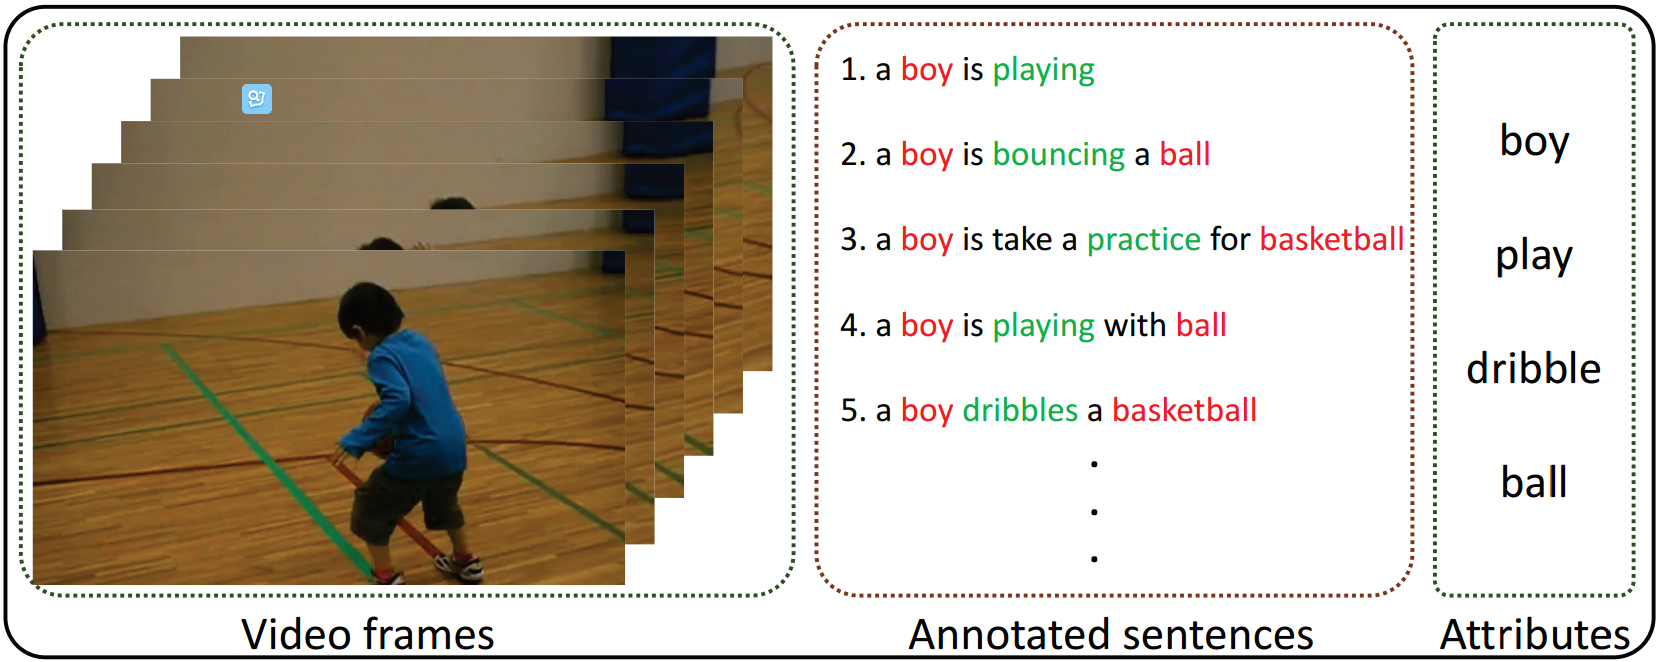 1. a boy is playing
2. a boy is bouncing a ball
3. a boy is take a practice for basketball
4. a boy is playing with ball
5. a boy dribbles a basketball
.
.
.
boy
play
dribble
ball
Video frames
Annotated sentences
Attributes